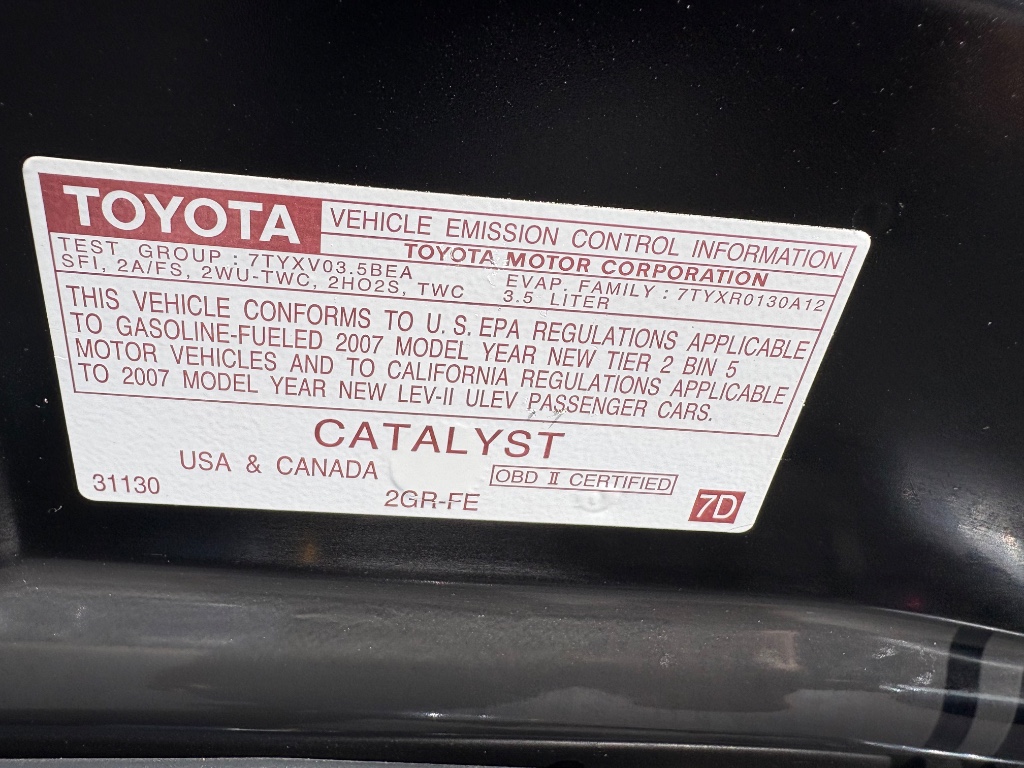 TOYOTA VEHICLE EMISSION CONTROL INFORMATION
TOYOTA MOTOR CORPORATION
TEST GROUP : 7TYXV03.5BEA EVAP. FAMILY : 7TYXR0130A12
SFI, 2A/FS, 2WU-TWC, 2HO2S, TWC 3.5 LITER
THIS VEHICLE CONFORMS TO U.S. EPA REGULATIONS APPLICABLE
TO GASOLINE-FUELED 2007 MODEL YEAR NEW TIER 2 BIN 5
MOTOR VEHICLES AND TO CALIFORNIA REGULATIONS APPLICABLE
TO 2007 MODEL YEAR NEW LEV-II ULEV PASSENGER CARS.
CATALYST
USA & CANADA OBD II CERTIFIED
31130 2GR-FE 7D